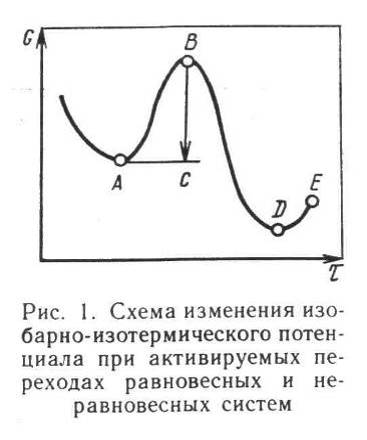 G
B
A
C
D
E
τ
Рис. 1. Схема изменения изо-
барно-изотермического потен-
циала при активируемых пе-
реходах равновесных и не-
равновесных систем